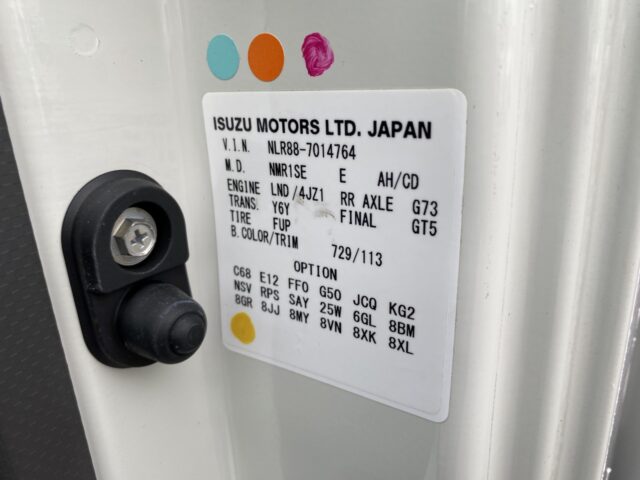 ISUZU MOTORS LTD. JAPAN
V.I.N. NLR88-7014764
M.D. NMR1SE E AH/CD
ENGINE LND/4JZ1 RR AXLE G73
TRANS. Y6Y FINAL GT5
TIRE FUP
B.COLOR/TRIM 729/113
OPTION
C68 E12 FF0 G50 JCQ KG2
NSV RPS SAY 25W 6GL 8BM
8GR 8JJ 8MY 8VN 8XK 8XL